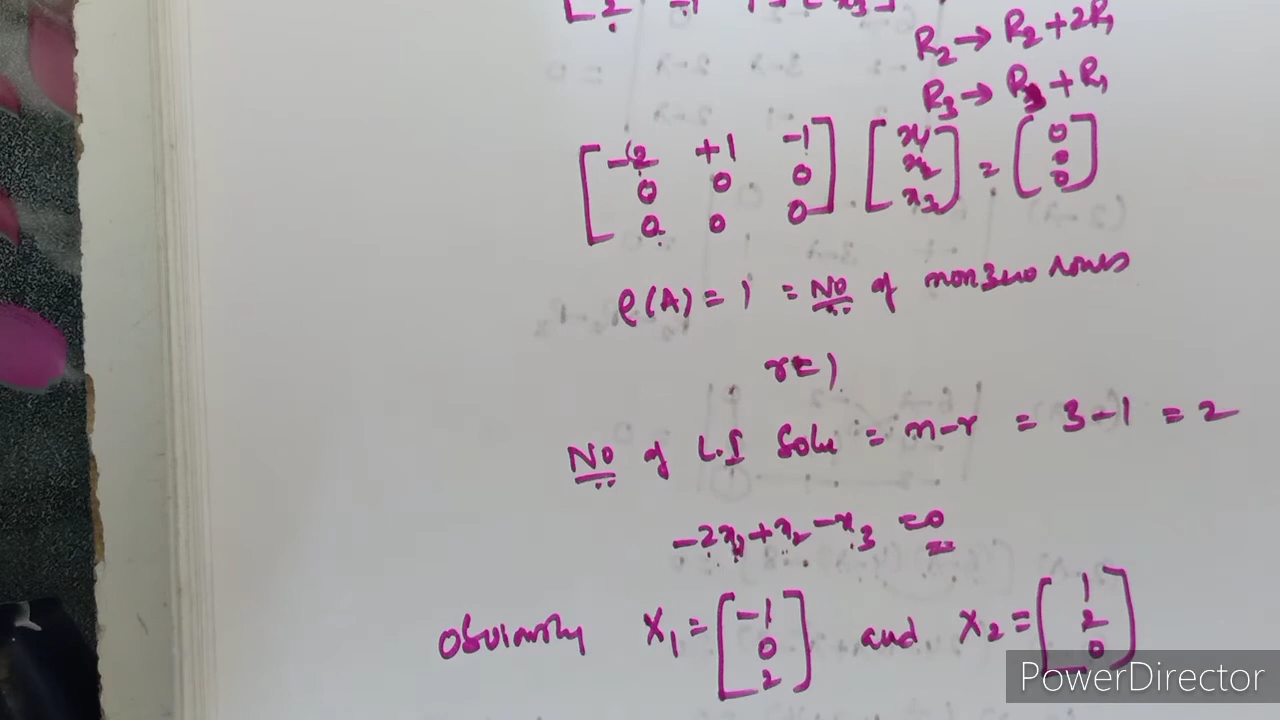 R₂ → R₂ + 2R₁
R₃ → R₃ + R₁
[ -2 +1 -1 ] [ x₁ ] = [ 0 ]
[ 0 0 0 ] [ x₂ ] [ 0 ]
[ 0 0 0 ] [ x₃ ] [ 0 ]
ρ(A) = 1 = No of nonzero rows
r = 1.
No of L.I Solu = n-r = 3-1 = 2
-2x₁ + x₂ - x₃ = 0
Obviously X₁ = [ -1 0 2 ] and X₂ = [ 1 2 0 ]
PowerDirector